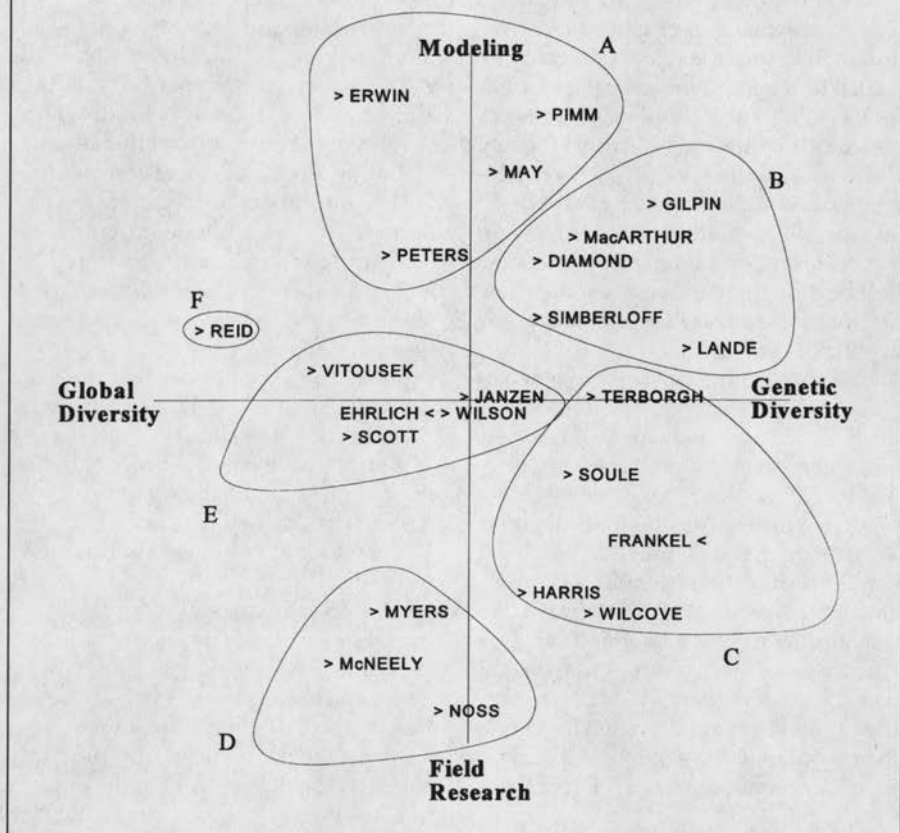 Modeling
A
> ERWIN
> PIMM
> MAY
B
> GILPIN
> MacARTHUR
> PETERS
> DIAMOND
F
> SIMBERLOFF
> REID
> LANDE
> VITOUSEK
Global
Diversity
> JANZEN
> TERBORGH
Genetic
Diversity
EHRLICH < > WILSON
> SCOTT
> SOULE
E
FRANKEL <
> HARRIS
> WILCOVE
> MYERS
C
> McNEELY
> NOSS
D
Field
Research